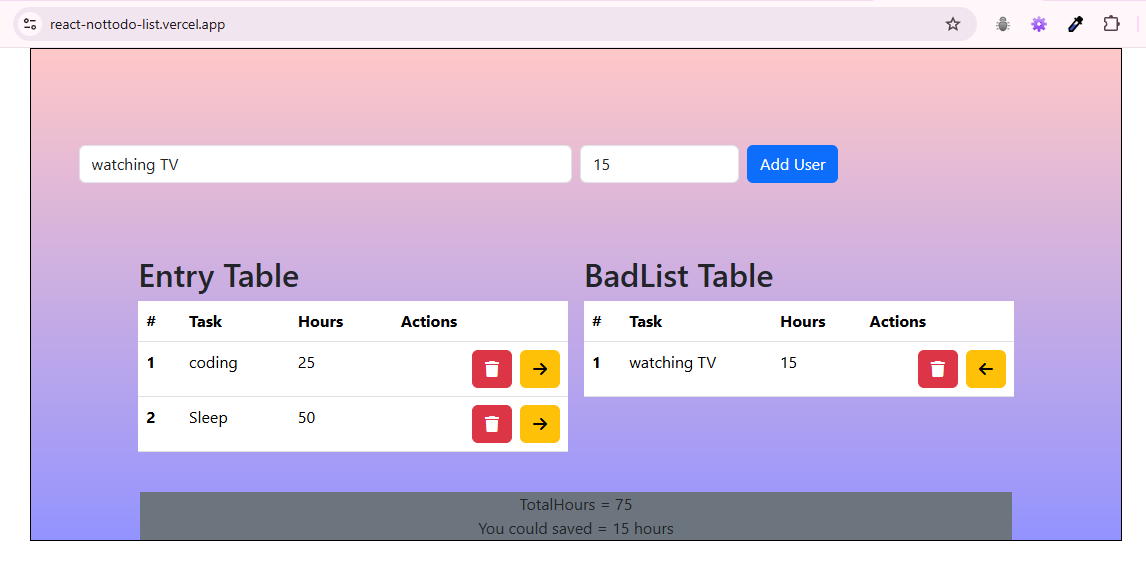 react-nottodo-list.vercel.app
watching TV 15 Add User
Entry Table
# Task Hours Actions
1 coding 25
2 Sleep 50
BadList Table
# Task Hours Actions
1 watching TV 15
TotalHours = 75
You could saved = 15 hours